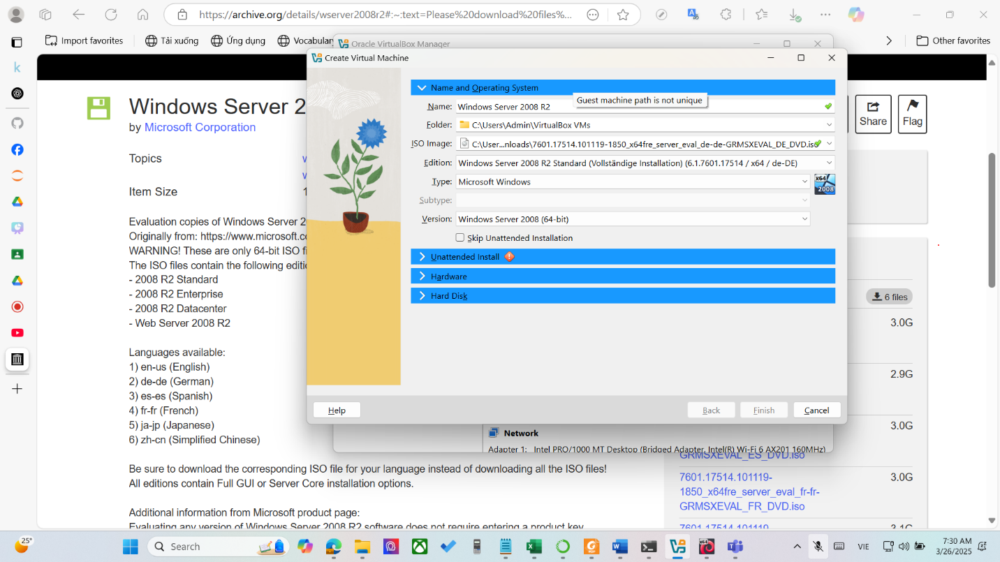 https://archive.org/details/wserver2008r2#:~:text=Please%20download%20files%...
Import favorites
Tải xuống
Ứng dụng
Vocabular
Other favorites
Oracle VirtualBox Manager
Create Virtual Machine
Name and Operating System
Guest machine path is not unique
Name: Windows Server 2008 R2
Folder: C:\Users\Admin\VirtualBox VMs
ISO Image: C:\User...nloads\7601.17514.101119-1850_x64fre_server_eval_de-de-GRMSXEVAL_DE_DVD.iso
Edition: Windows Server 2008 R2 Standard (Vollständige Installation) (6.1.7601.17514 / x64 / de-DE)
Type: Microsoft Windows
x64
2008
Subtype:
Version: Windows Server 2008 (64-bit)
Skip Unattended Installation
Unattended Install
Hardware
Hard Disk
Help
Back
Finish
Cancel
Network
Adapter 1: Intel PRO/1000 MT Desktop (Bridged Adapter, Intel(R) Wi-Fi 6 AX201 160MHz)
Windows Server 2
by Microsoft Corporation
Topics
Item Size
1
Share
Flag
Evaluation copies of Windows Server 2
Originally from: https://www.microsoft.co
WARNING! These are only 64-bit ISO fi
The ISO files contain the following editi
- 2008 R2 Standard
- 2008 R2 Enterprise
- 2008 R2 Datacenter
- Web Server 2008 R2
Languages available:
1) en-us (English)
2) de-de (German)
3) es-es (Spanish)
4) fr-fr (French)
5) ja-jp (Japanese)
6) zh-cn (Simplified Chinese)
Be sure to download the corresponding ISO file for your language instead of downloading all the ISO files!
All editions contain Full GUI or Server Core installation options.
Additional information from Microsoft product page:
Evaluating any version of Windows Server 2008 R2 software does not require entering a product key
6 files
3.0G
2.9G
3.0G
GRMSXEVAL_ES_DVD.iso
7601.17514.101119-
1850_x64fre_server_eval_fr-fr-
GRMSXEVAL_FR_DVD.iso
3.0G
7601.17514.101119-
3.1G
25°
Search
VIE
7:30 AM
3/26/2025